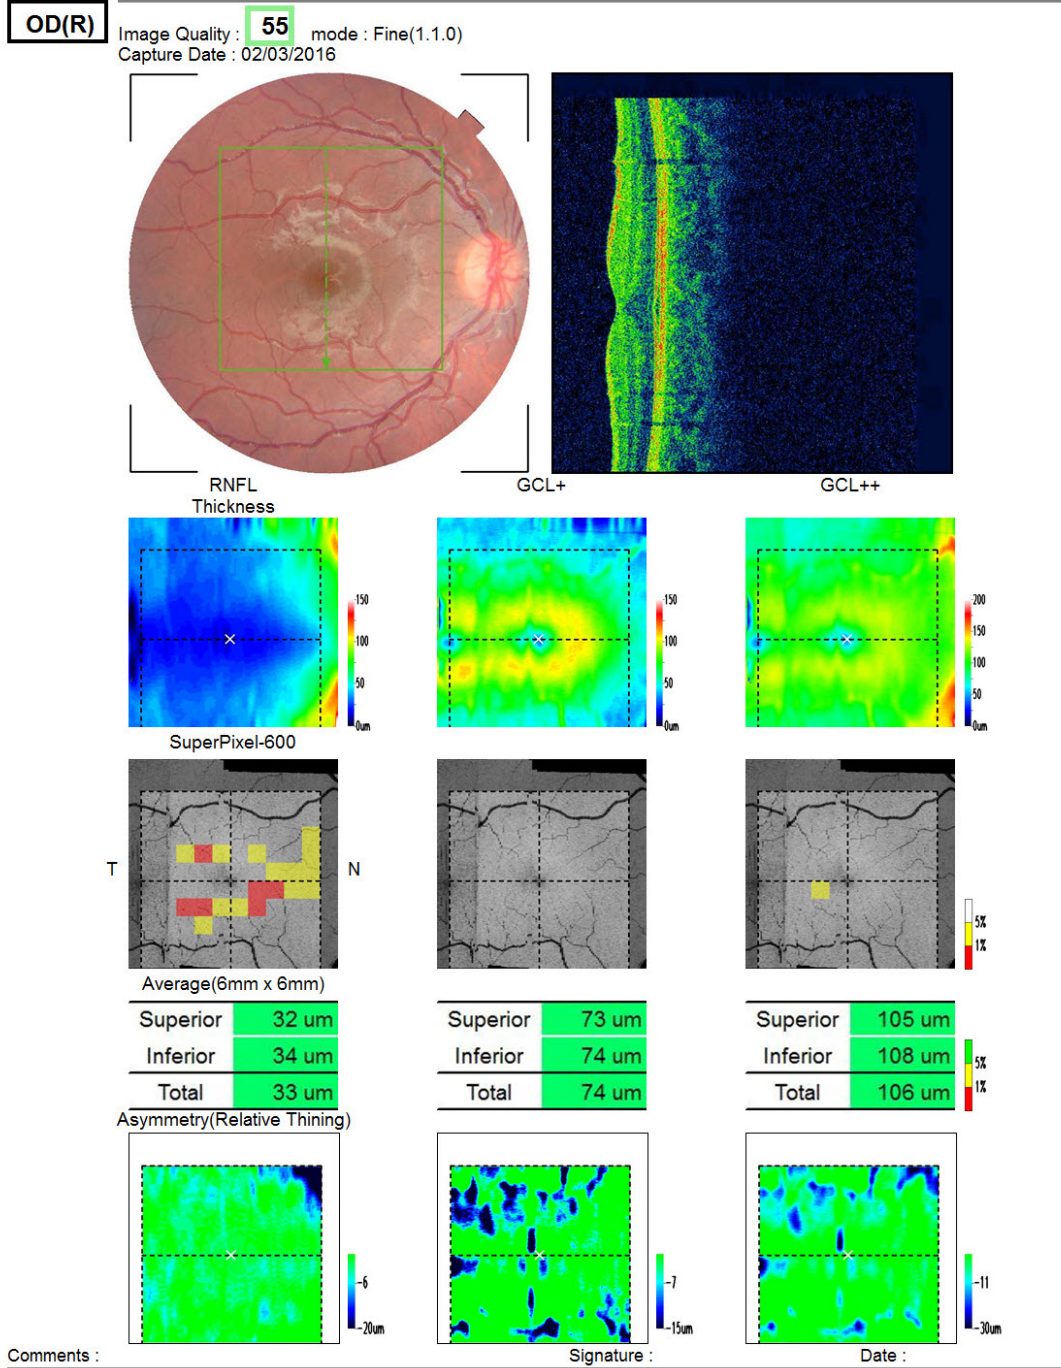 OD(R)
Image Quality : 55 mode : Fine(1.1.0)
Capture Date : 02/03/2016
RNFL GCL+ GCL++
Thickness
150 150 200
100 100 150
100
50 50 50
0um 0um 0um
SuperPixel-600
T N
5%
1%
Average(6mm x 6mm)
Superior 32 um Superior 73 um Superior 105 um
Inferior 34 um Inferior 74 um Inferior 108 um
5%
Total 33 um Total 74 um Total 106 um
1%
Asymmetry(Relative Thining)
-6 -7 -11
-20um -15um -30um
Comments : Signature : Date :